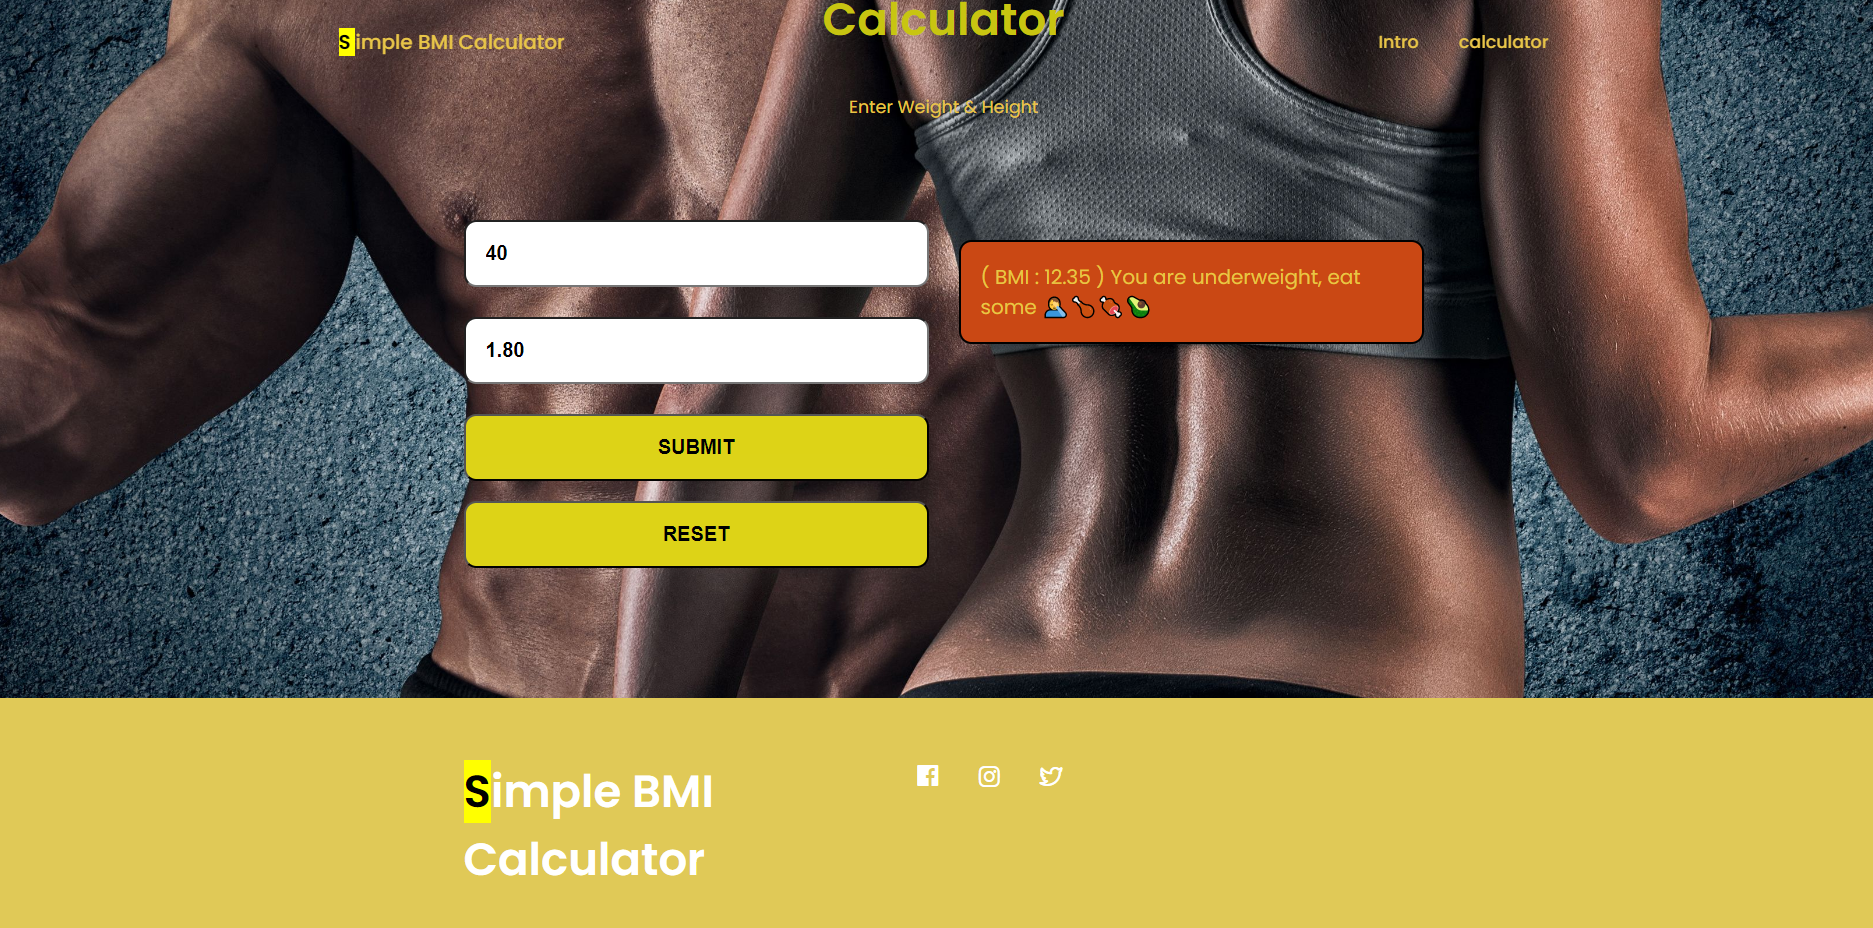 Calculator
Simple BMI Calculator
Intro
calculator
Enter Weight & Height
40
1.80
SUBMIT
RESET
( BMI : 12.35 ) You are underweight, eat
some 🤦‍♂️🍗🍖🥑
Simple BMI
Calculator